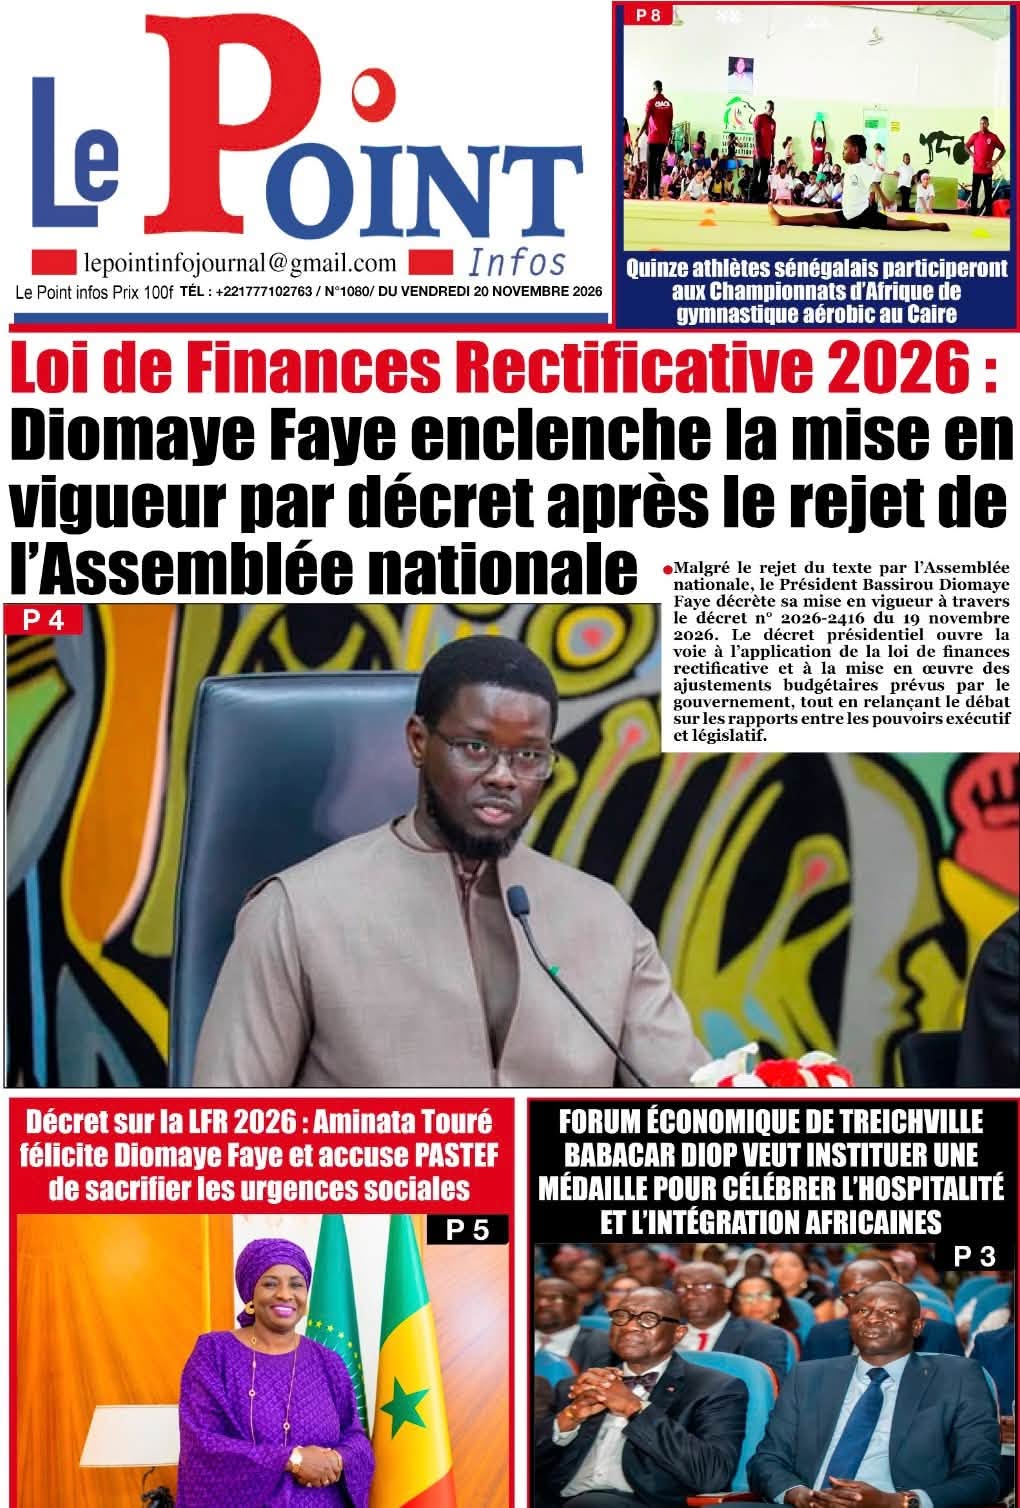 Le POINT
Infos
lepointinfojournal@gmail.com
Le Point infos Prix 100f TÉL : +221777102763 / N°1080/ DU VENDREDI 20 NOVEMBRE 2026
P 8
Quinze athlètes sénégalais participeront
aux Championnats d'Afrique de
gymnastique aérobic au Caire
Loi de Finances Rectificative 2026 :
Diomaye Faye enclenche la mise en
vigueur par décret après le rejet de
l'Assemblée nationale
Malgré le rejet du texte par l'Assemblée
nationale, le Président Bassirou Diomaye
Faye décrète sa mise en vigueur à travers
le décret n° 2026-2416 du 19 novembre
2026. Le décret présidentiel ouvre la
voie à l'application de la loi de finances
rectificative et à la mise en œuvre des
ajustements budgétaires prévus par le
gouvernement, tout en relançant le débat
sur les rapports entre les pouvoirs exécutif
et législatif.
P 4
Décret sur la LFR 2026 : Aminata Touré
félicite Diomaye Faye et accuse PASTEF
de sacrifier les urgences sociales
P 5
FORUM ÉCONOMIQUE DE TREICHVILLE
BABACAR DIOP VEUT INSTITUER UNE
MÉDAILLE POUR CÉLÉBRER L'HOSPITALITÉ
ET L'INTÉGRATION AFRICAINES
P 3